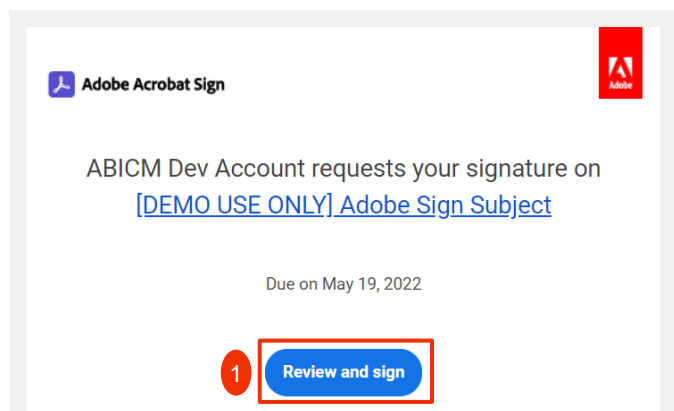 Adobe Acrobat Sign
Adobe
ABICM Dev Account requests your signature on
[DEMO USE ONLY] Adobe Sign Subject
Due on May 19, 2022
1
Review and sign